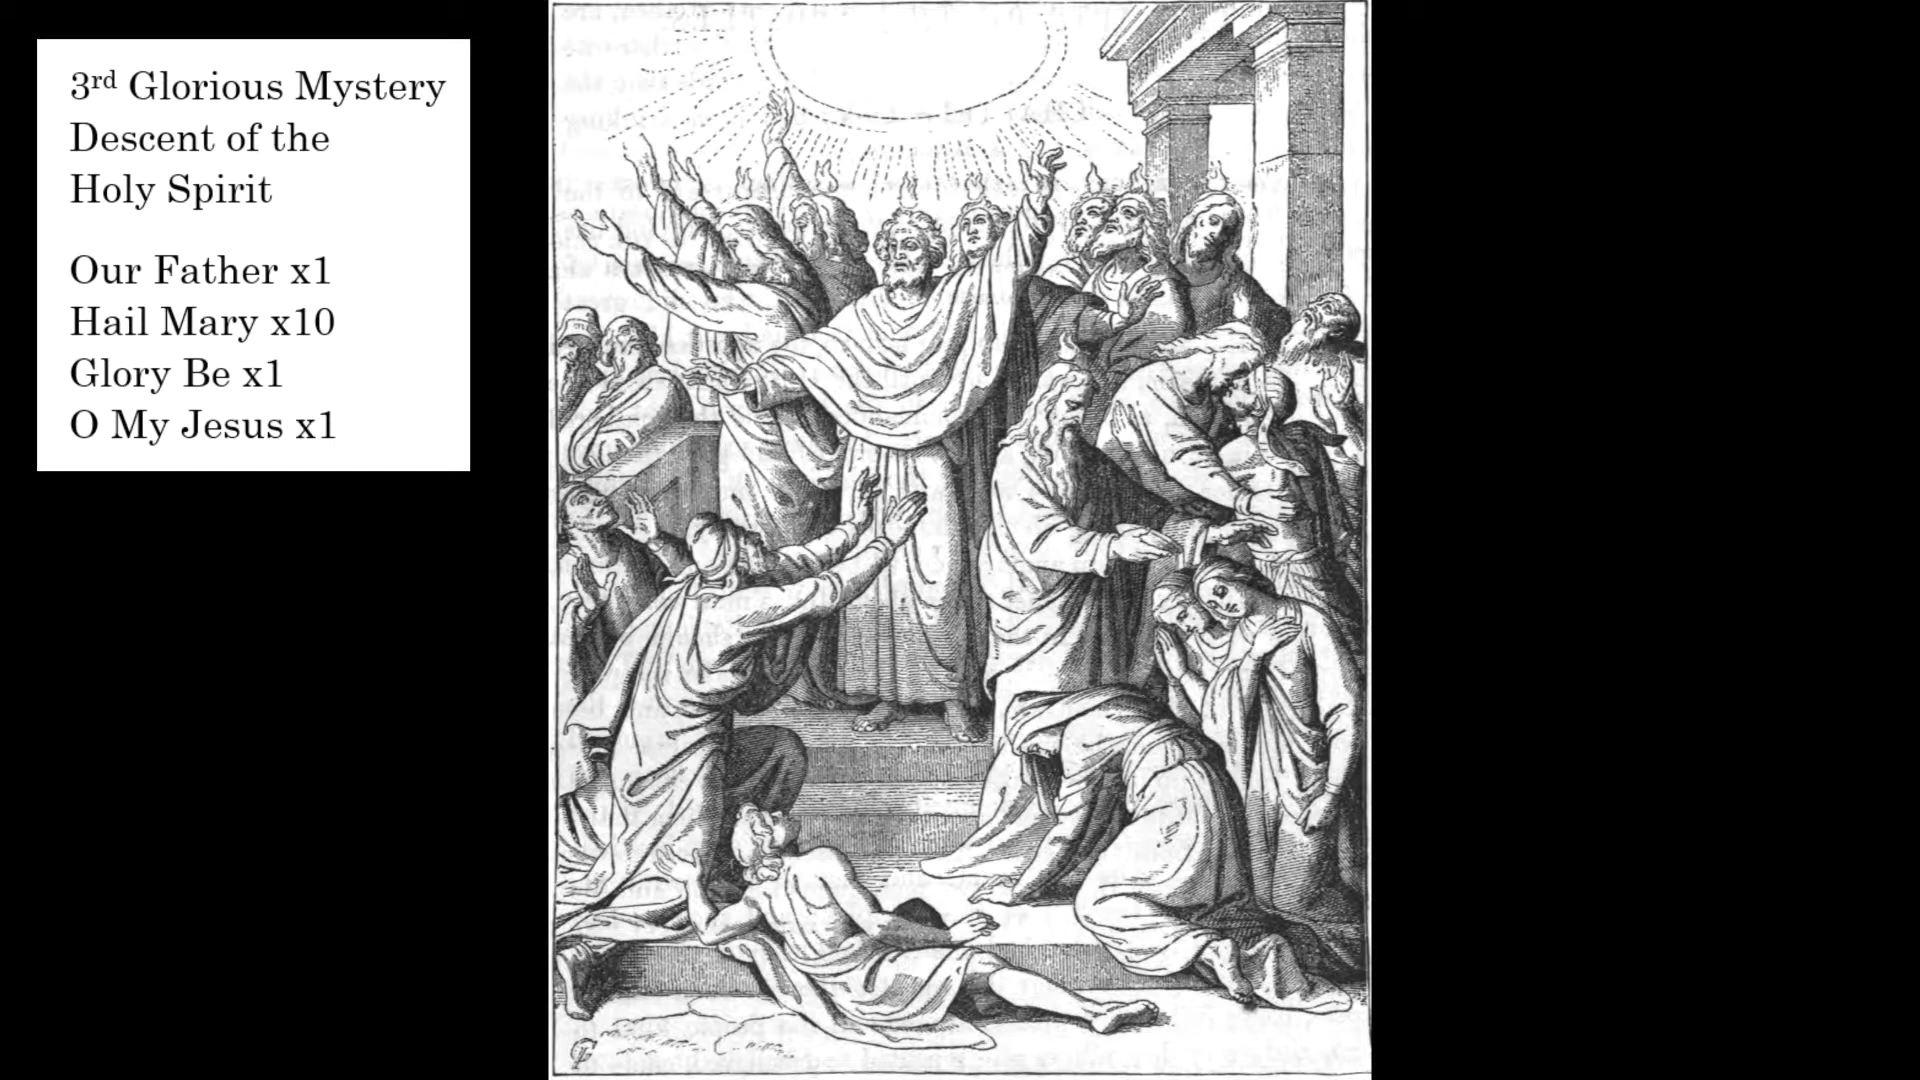 3rd Glorious Mystery
Descent of the
Holy Spirit
Our Father x1
Hail Mary x10
Glory Be x1
O My Jesus x1